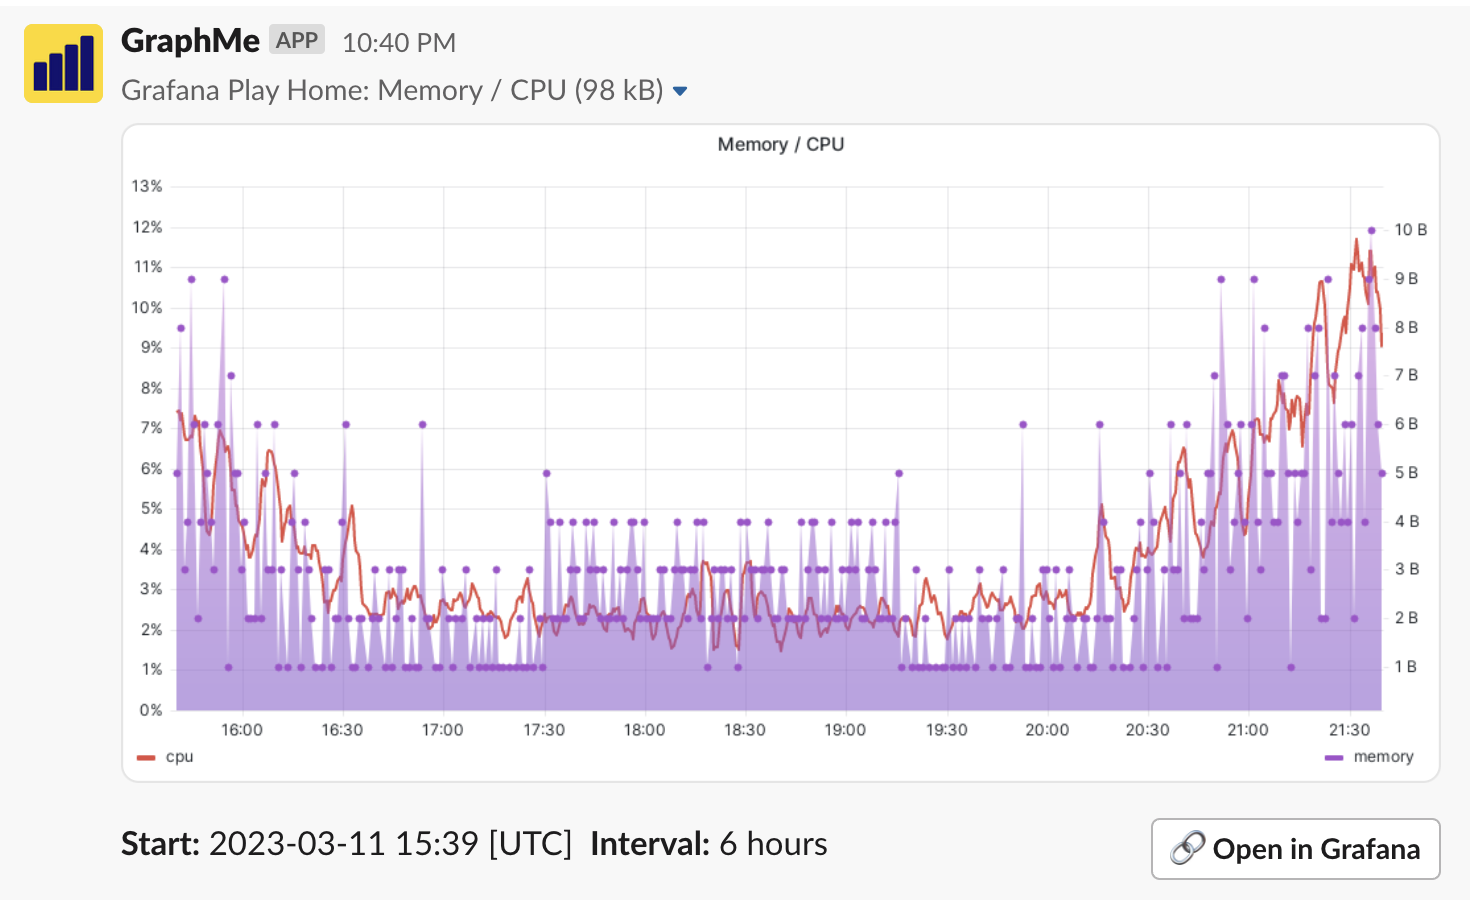 GraphMe APP 10:40 PM
Grafana Play Home: Memory / CPU (98 kB)
Memory / CPU
13%
12%
11%
10%
9%
8%
7%
6%
5%
4%
3%
2%
1%
0%
10 B
9 B
8 B
7 B
6 B
5 B
4 B
3 B
2 B
1 B
16:00 16:30 17:00 17:30 18:00 18:30 19:00 19:30 20:00 20:30 21:00 21:30
cpu memory
Start: 2023-03-11 15:39 [UTC] Interval: 6 hours
Open in Grafana